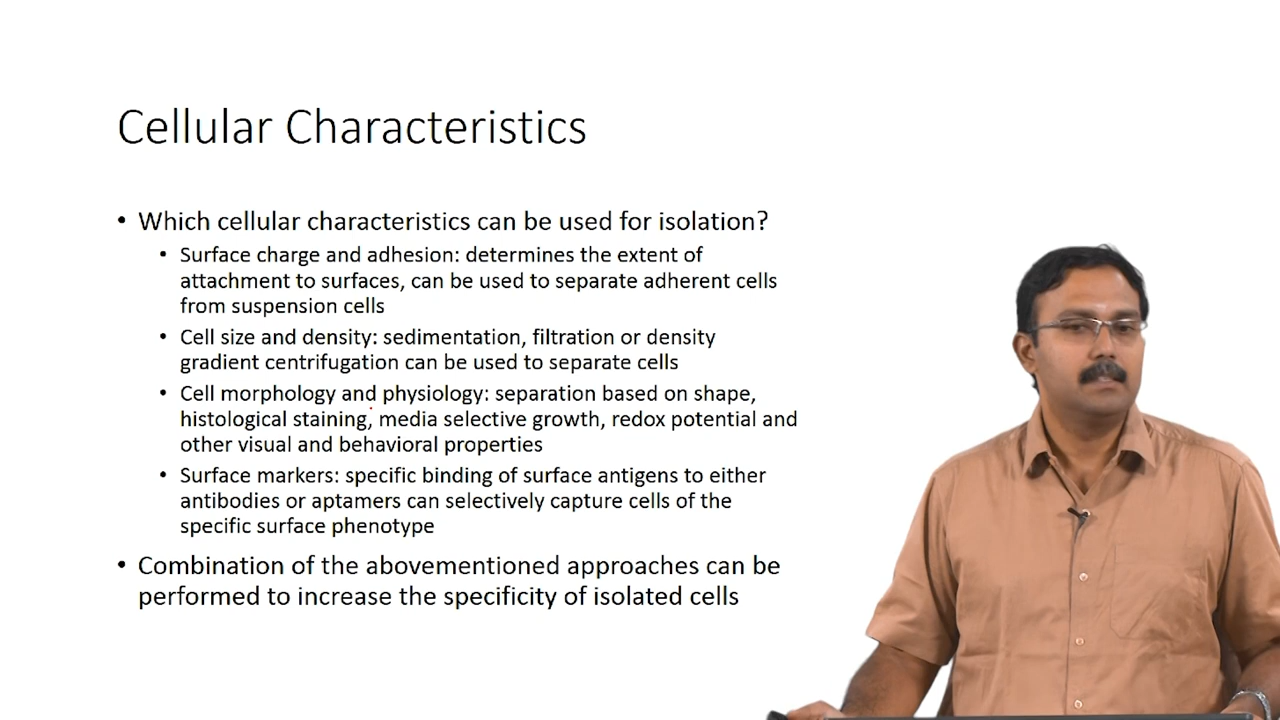 Cellular Characteristics
• Which cellular characteristics can be used for isolation?
• Surface charge and adhesion: determines the extent of
attachment to surfaces, can be used to separate adherent cells
from suspension cells
• Cell size and density: sedimentation, filtration or density
gradient centrifugation can be used to separate cells
• Cell morphology and physiology: separation based on shape,
histological staining, media selective growth, redox potential and
other visual and behavioral properties
• Surface markers: specific binding of surface antigens to either
antibodies or aptamers can selectively capture cells of the
specific surface phenotype
• Combination of the abovementioned approaches can be
performed to increase the specificity of isolated cells